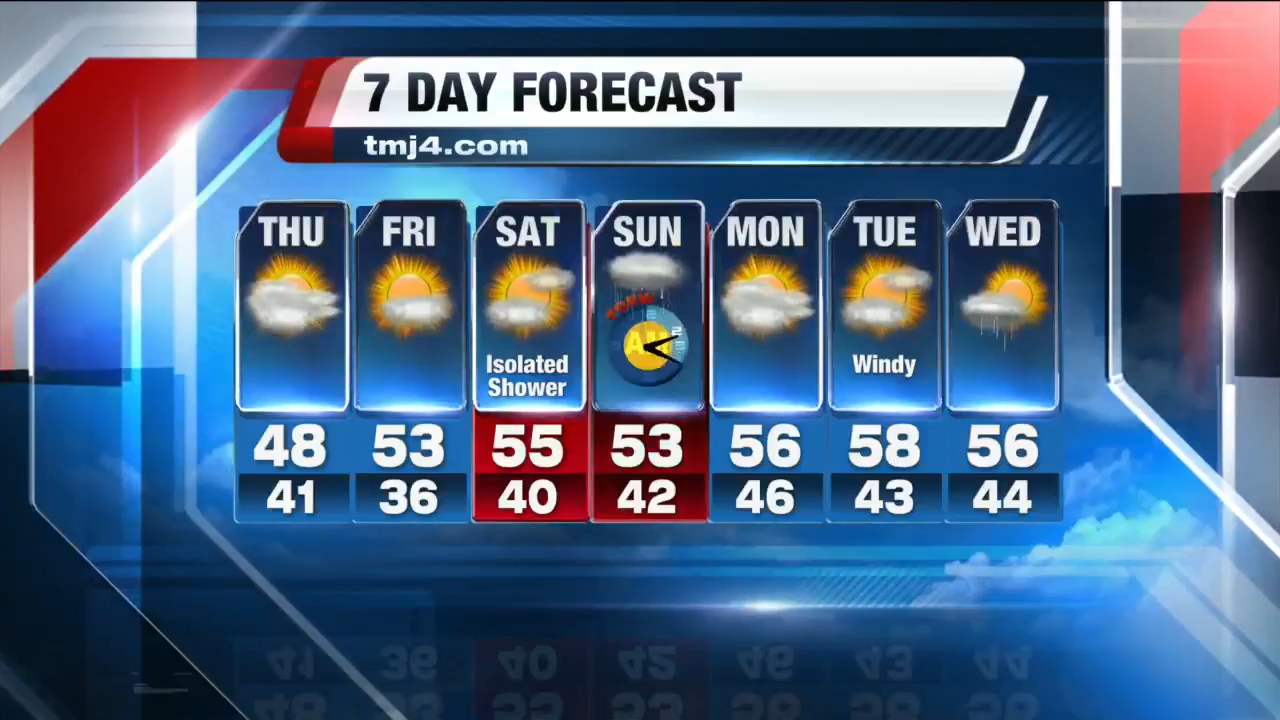 7 DAY FORECAST
tmj4.com
THU FRI SAT SUN MON TUE WED
Isolated
Shower
Windy
48 53 55 53 56 58 56
41 36 40 42 46 43 44